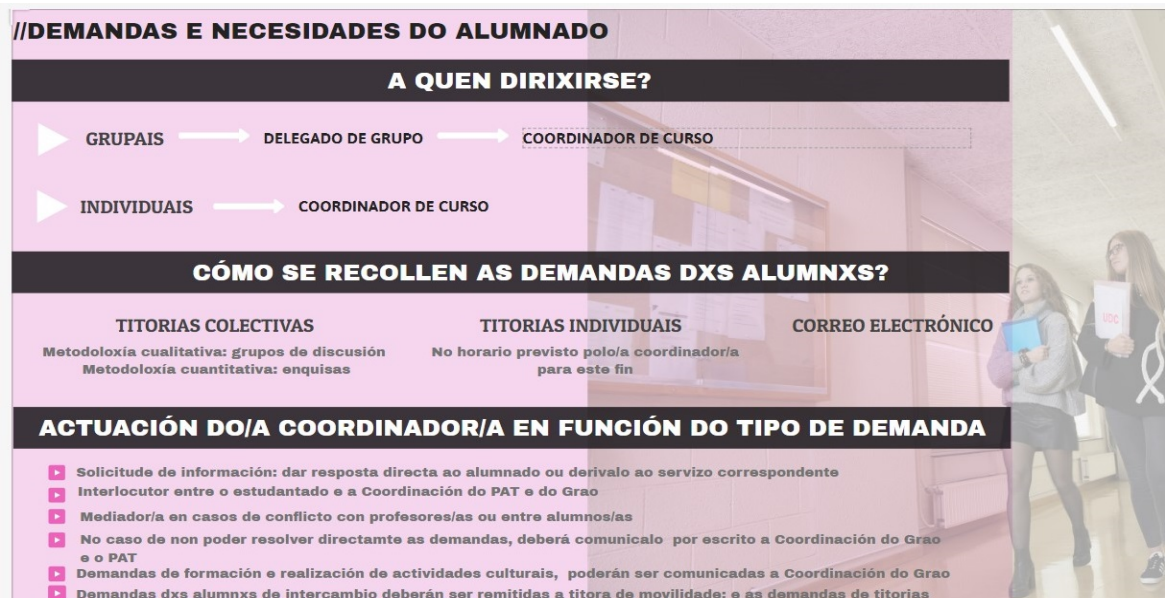 //DEMANDAS E NECESIDADES DO ALUMNADO
A QUEN DIRIXIRSE?
GRUPAIS DELEGADO DE GRUPO COORDINADOR DE CURSO
INDIVIDUAIS COORDINADOR DE CURSO
CÓMO SE RECOLLEN AS DEMANDAS DXS ALUMNXS?
TITORIAS COLECTIVAS TITORIAS INDIVIDUAIS CORREO ELECTRÓNICO
Metodoloxía cualitativa: grupos de discusión No horario previsto polo/a coordinador/a
Metodoloxía cuantitativa: enquisas para este fin
UDC
ACTUACIÓN DO/A COORDINADOR/A EN FUNCIÓN DO TIPO DE DEMANDA
Solicitude de información: dar resposta directa ao alumnado ou derivalo ao servizo correspondente
Interlocutor entre o estudantado e a Coordinación do PAT e do Grao
Mediador/a en casos de conflicto con profesores/as ou entre alumnos/as
No caso de non poder resolver directamte as demandas, deberá comunicalo por escrito a Coordinación do Grao
e o PAT
Demandas de formación e realización de actividades culturais, poderán ser comunicadas a Coordinación do Grao
Demandas dxs alumnxs de intercambio deberán ser remitidas a titora de movilidade; e as demandas de titorias